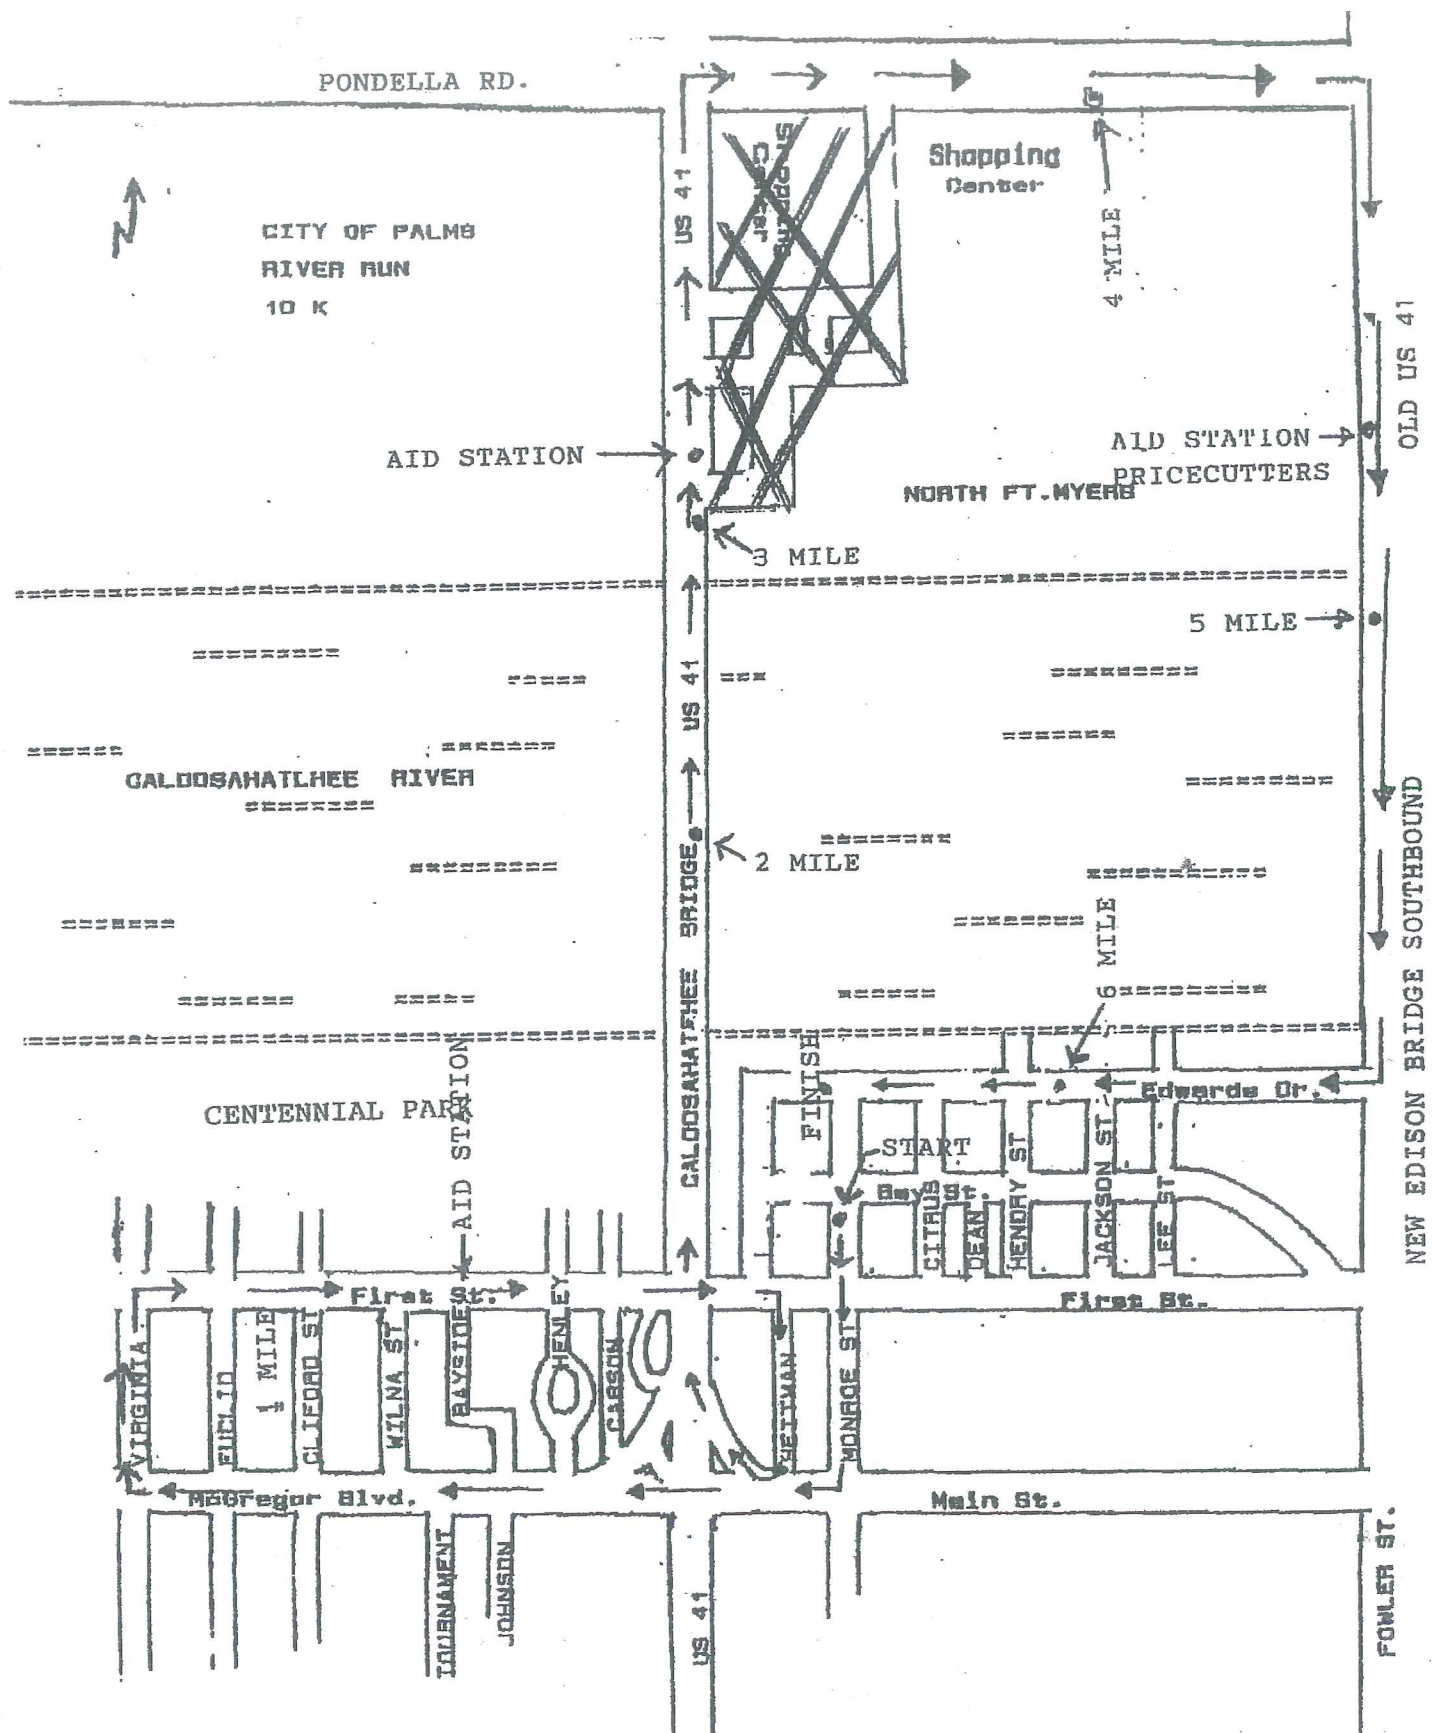 PONDELLA RD.
Shopping
Center
Shopping
Center
US 41
4 MILE
N
CITY OF PALMS
RIVER RUN
10 K
OLD US 41
AID STATION
AID STATION
PRICECUTTERS
NORTH FT.MYERS
3 MILE
5 MILE
US 41
CALOOSAHATCHEE RIVER
2 MILE
CALOOSAHATCHEE BRIDGE
6 MILE
NEW EDISON BRIDGE SOUTHBOUND
FINISH
Edwards Dr.
CENTENNIAL PARK
AID STATION
START
Bay St.
CITRUS
DEAN.
HENDRY ST
JACKSON ST.
LEE ST
First St.
First St.
VIRGINIA
EUCLID
½ MILE
CLIFORD ST
WILNA ST
BAYSIDE
HENLEY
CARSON
HEITMAN
MONROE ST
McGregor Blvd.
Main St.
TOURNAMENT
JOHNSON
US 41
FOWLER ST.